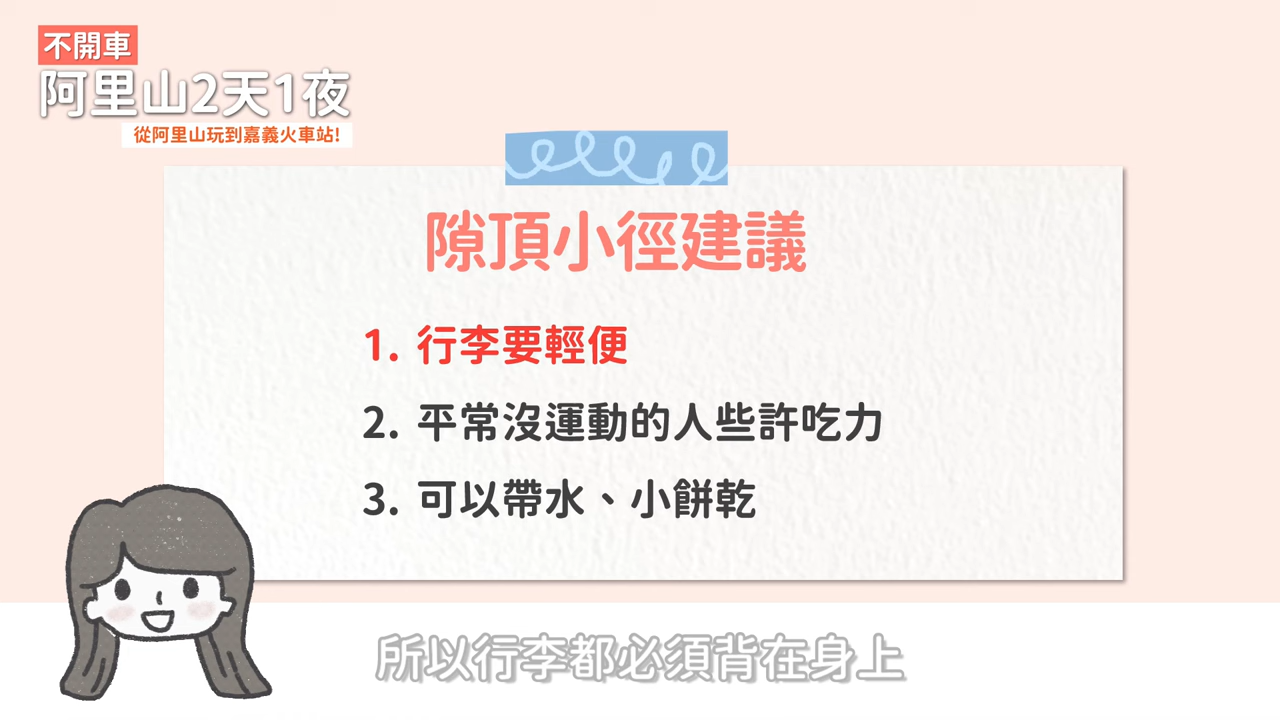 不開車
阿里山2天1夜
從阿里山玩到嘉義火車站!
隙頂小徑建議
1. 行李要輕便
2. 平常沒運動的人些許吃力
3. 可以帶水、小餅乾
所以行李都必須背在身上